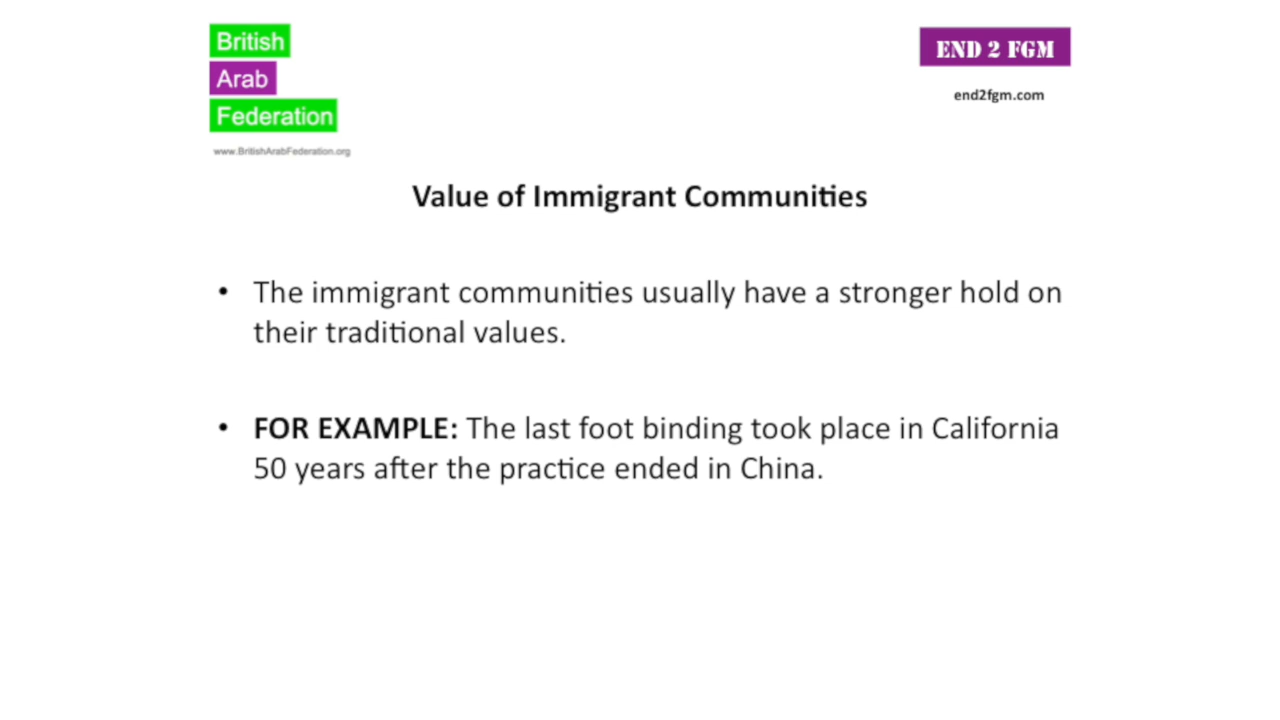 British
Arab
Federation
www.BritishArabFederation.org
END 2 FGM
end2fgm.com
Value of Immigrant Communities
• The immigrant communities usually have a stronger hold on
their traditional values.
• FOR EXAMPLE: The last foot binding took place in California
50 years after the practice ended in China.